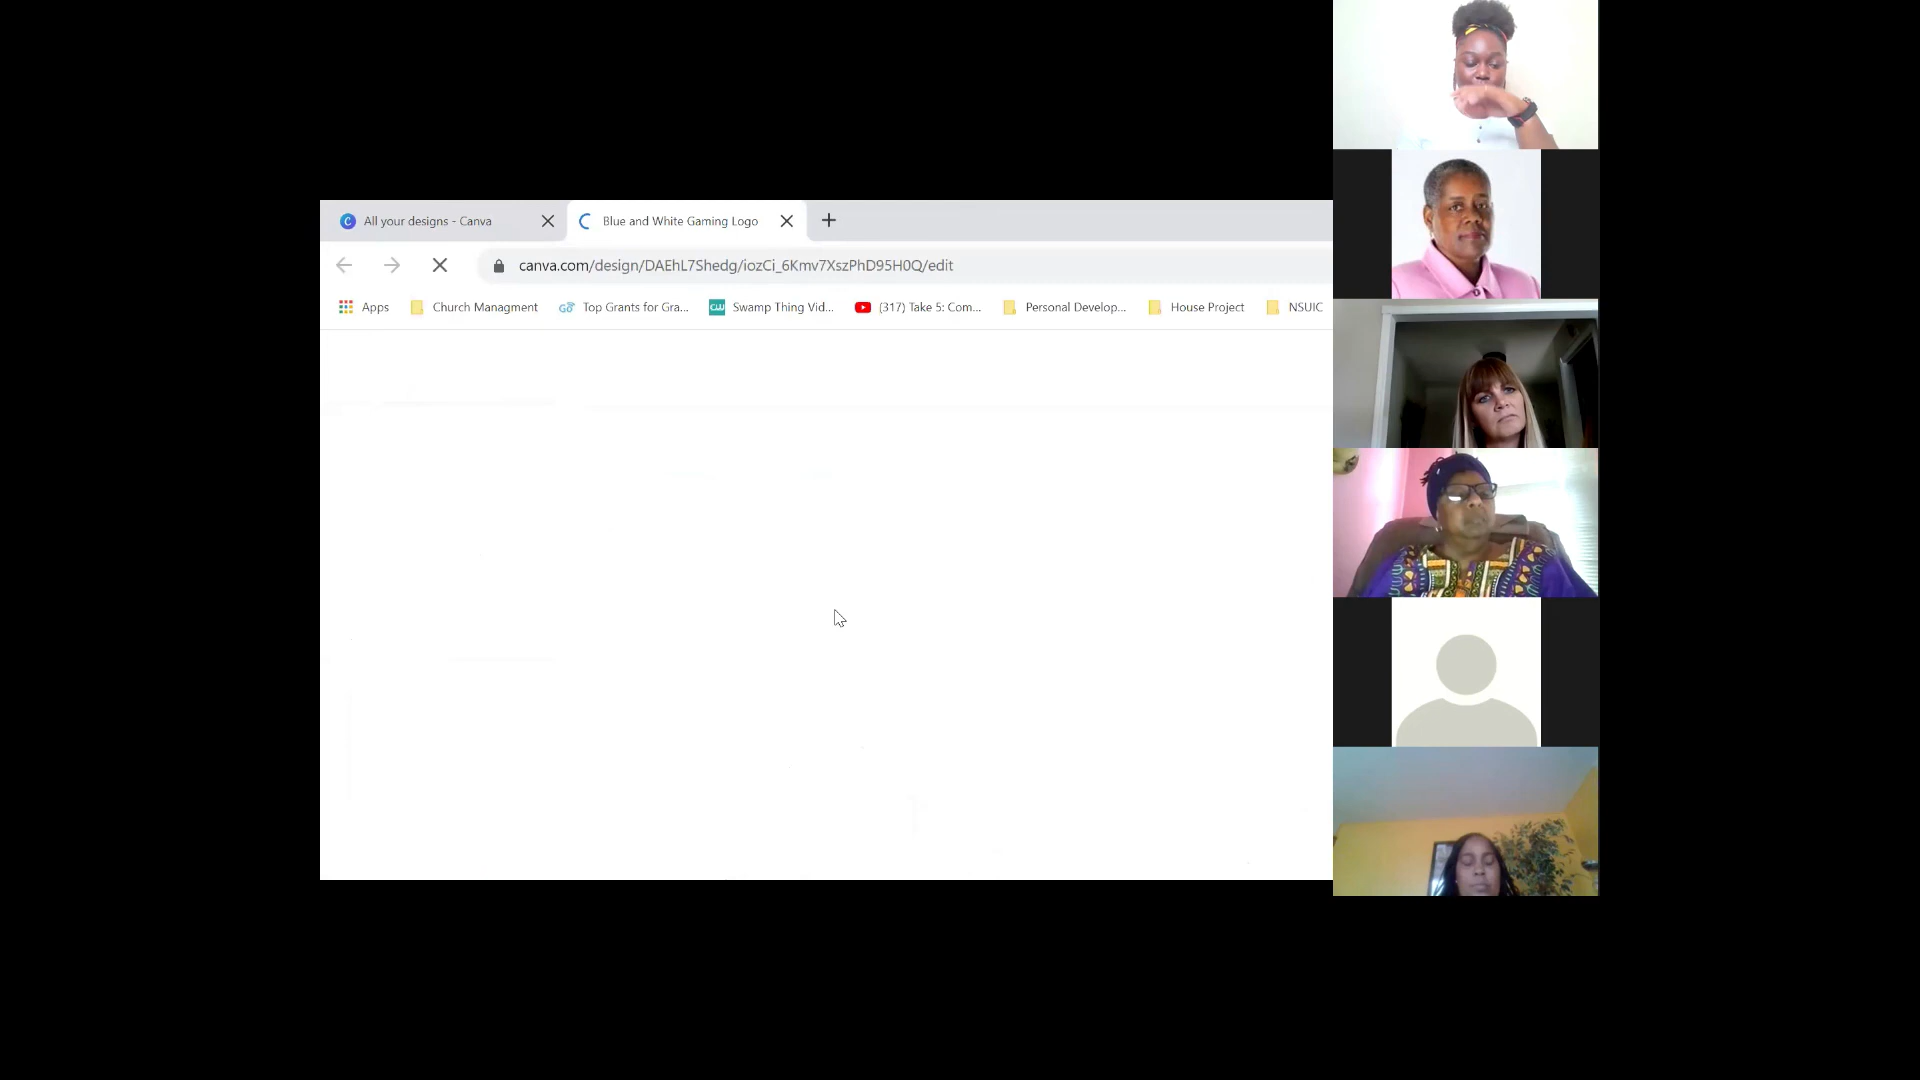 All your designs - Canva
Blue and White Gaming Logo
canva.com/design/DAEhL7Shedg/iozCi_6Kmv7XszPhD95H0Q/edit
Apps Church Managment Top Grants for Gra... Swamp Thing Vid... (317) Take 5: Com... Personal Develop... House Project NSUIC